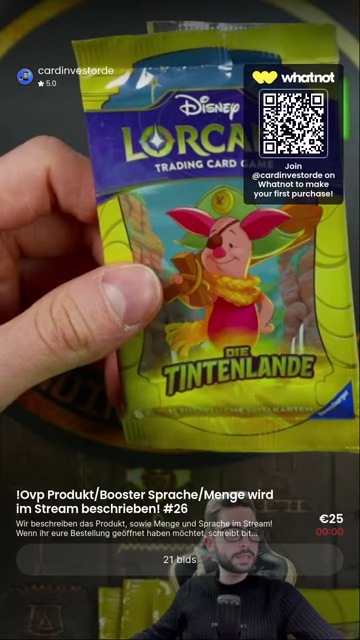 cardinvestorde
★ 5.0
whatnot
Join
@cardinvestorde on
Whatnot to make
your first purchase!
Disney
LORCA
TRADING CARD GAME
DIE
TINTENLANDE
Ravensburger
!Ovp Produkt/Booster Sprache/Menge wird
im Stream beschrieben! #26
Wir beschreiben das Produkt, sowie Menge und Sprache im Stream!
Wenn ihr eure Bestellung geöffnet haben möchtet, schreibt bit...
€25
00:00
21 bids